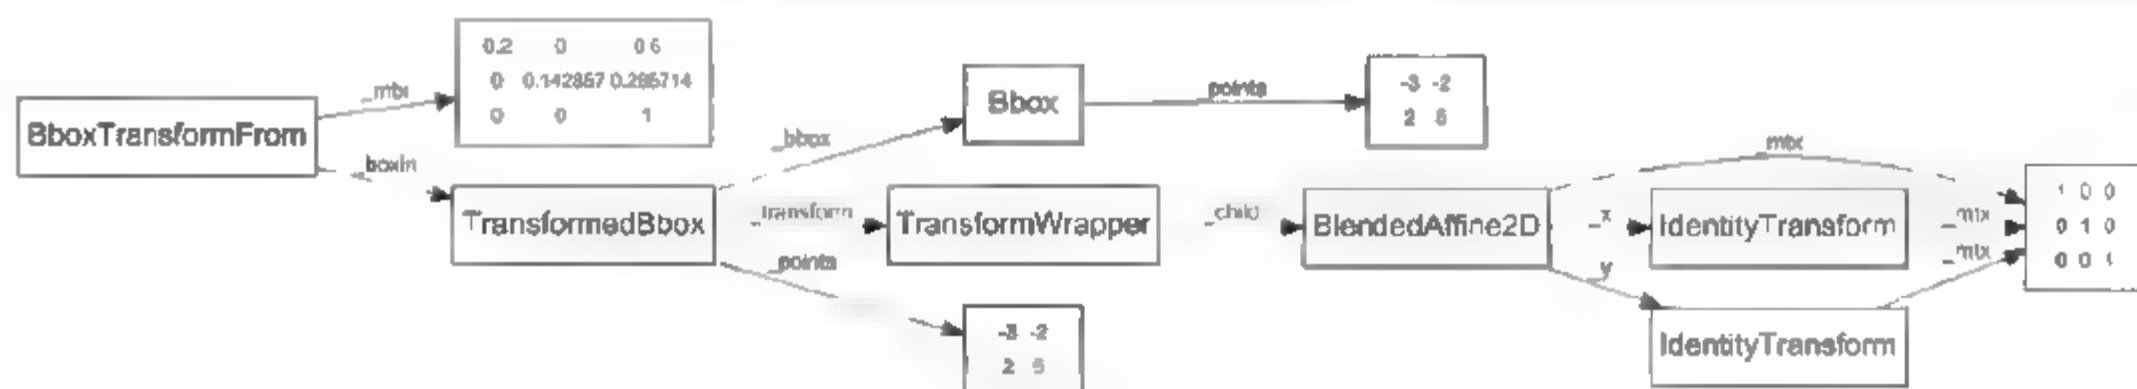 BboxTransformFrom
_mtx
_boxin
0.2 0 0.6
0 0.142857 0.285714
0 0 1
TransformedBbox
_bbox
_transform
_points
Bbox
_points
-3 -2
2 5
TransformWrapper
_child
-3 -2
2 5
BlendedAffine2D
_mtx
_x
_y
IdentityTransform
_mtx
IdentityTransform
_mtx
1 0 0
0 1 0
0 0 1